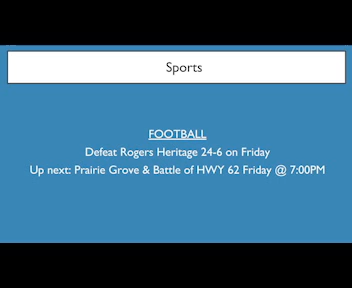 Sports
FOOTBALL
Defeat Rogers Heritage 24-6 on Friday
Up next: Prairie Grove & Battle of HWY 62 Friday @ 7:00PM